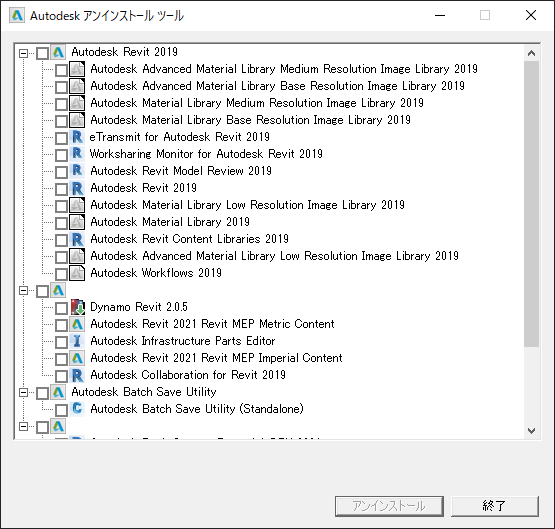 Autodesk アンインストール ツール
Autodesk Revit 2019
Autodesk Advanced Material Library Medium Resolution Image Library 2019
Autodesk Advanced Material Library Base Resolution Image Library 2019
Autodesk Material Library Medium Resolution Image Library 2019
Autodesk Material Library Base Resolution Image Library 2019
eTransmit for Autodesk Revit 2019
Worksharing Monitor for Autodesk Revit 2019
Autodesk Revit Model Review 2019
Autodesk Revit 2019
Autodesk Material Library Low Resolution Image Library 2019
Autodesk Material Library 2019
Autodesk Revit Content Libraries 2019
Autodesk Advanced Material Library Low Resolution Image Library 2019
Autodesk Workflows 2019
Dynamo Revit 2.0.5
Autodesk Revit 2021 Revit MEP Metric Content
Autodesk Infrastructure Parts Editor
Autodesk Revit 2021 Revit MEP Imperial Content
Autodesk Collaboration for Revit 2019
Autodesk Batch Save Utility
Autodesk Batch Save Utility (Standalone)
アンインストール
終了